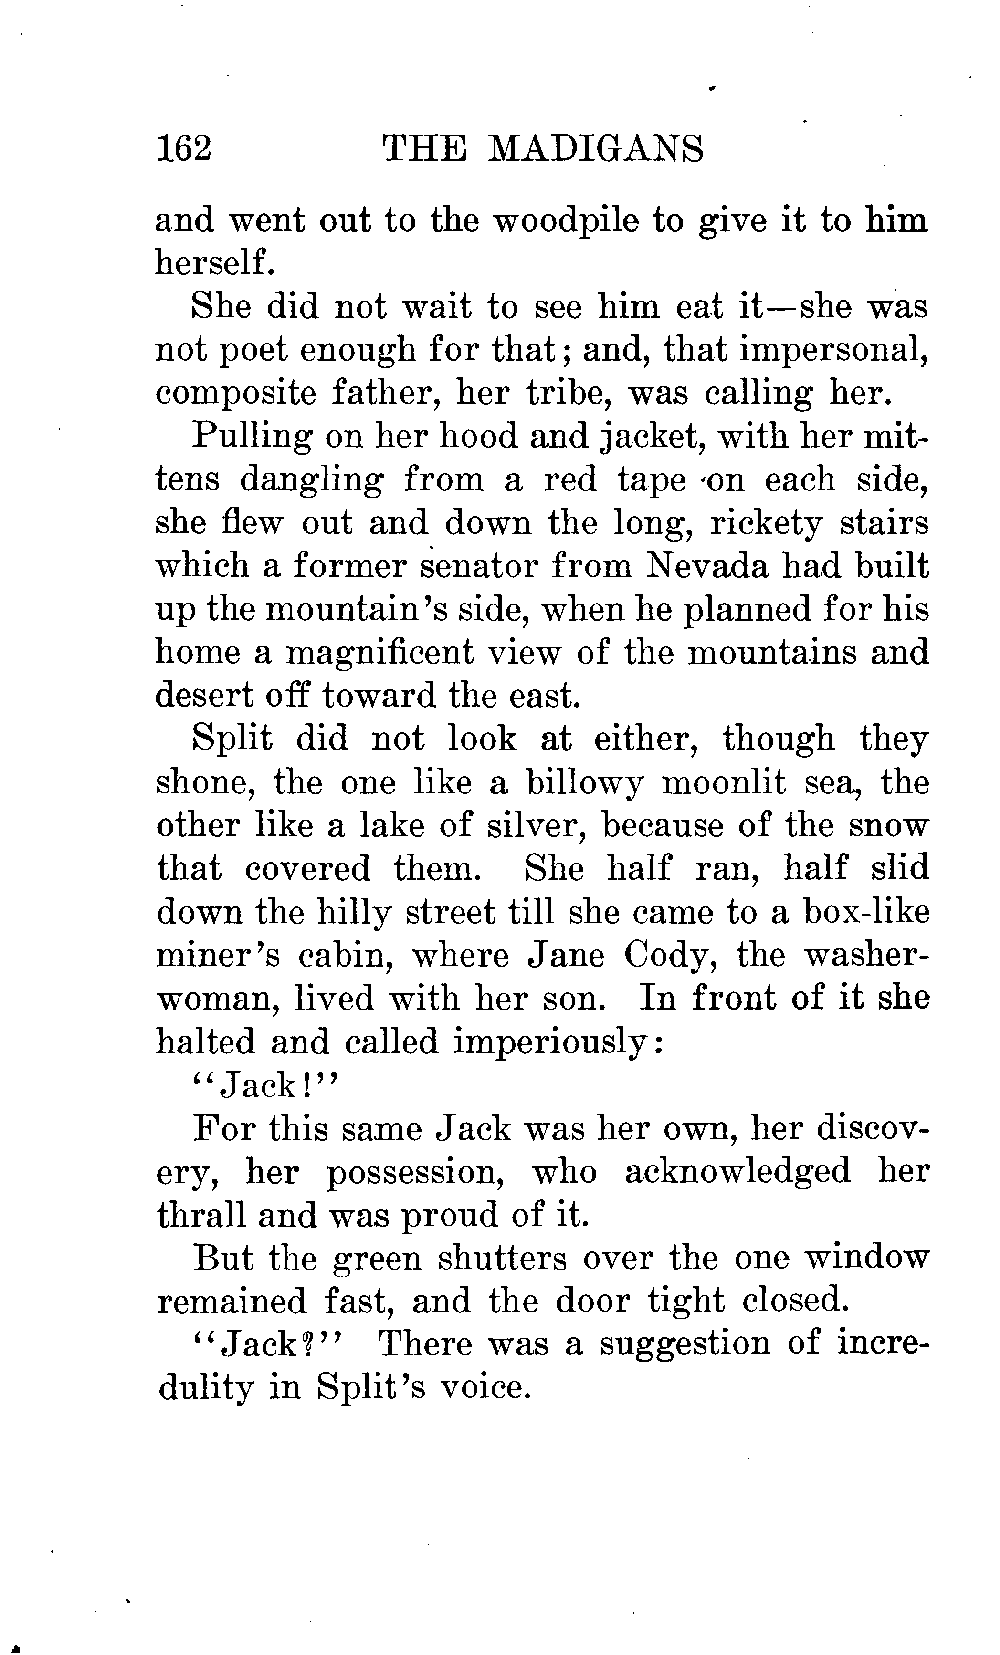 162 THE MADIGANS
and went out to the woodpile to give it to him
herself.
She did not wait to see him eat it—she was
not poet enough for that; and, that impersonal,
composite father, her tribe, was calling her.
Pulling on her hood and jacket, with her mit-
tens dangling from a red tape on each side,
she flew out and down the long, rickety stairs
which a former senator from Nevada had built
up the mountain's side, when he planned for his
home a magnificent view of the mountains and
desert off toward the east.
Split did not look at either, though they
shone, the one like a billowy moonlit sea, the
other like a lake of silver, because of the snow
that covered them. She half ran, half slid
down the hilly street till she came to a box-like
miner's cabin, where Jane Cody, the washer-
woman, lived with her son. In front of it she
halted and called imperiously:
"Jack!"
For this same Jack was her own, her discov-
ery, her possession, who acknowledged her
thrall and was proud of it.
But the green shutters over the one window
remained fast, and the door tight closed.
"Jack?" There was a suggestion of incre-
dulity in Split's voice.